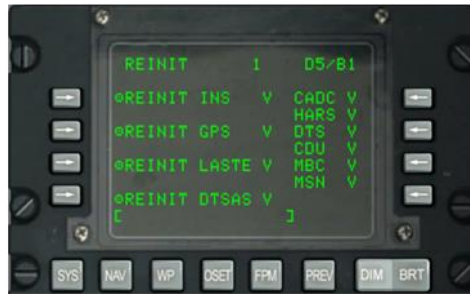 REINIT 1 D5/B1
⊙REINIT INS V CADC V
HARS V
⊙REINIT GPS V DTS V
CDU V
⊙REINIT LASTE V MBC V
MSN V
⊙REINIT DTSAS V
[ ]
SYS NAV WP OSET FPM PREV DIM BRT